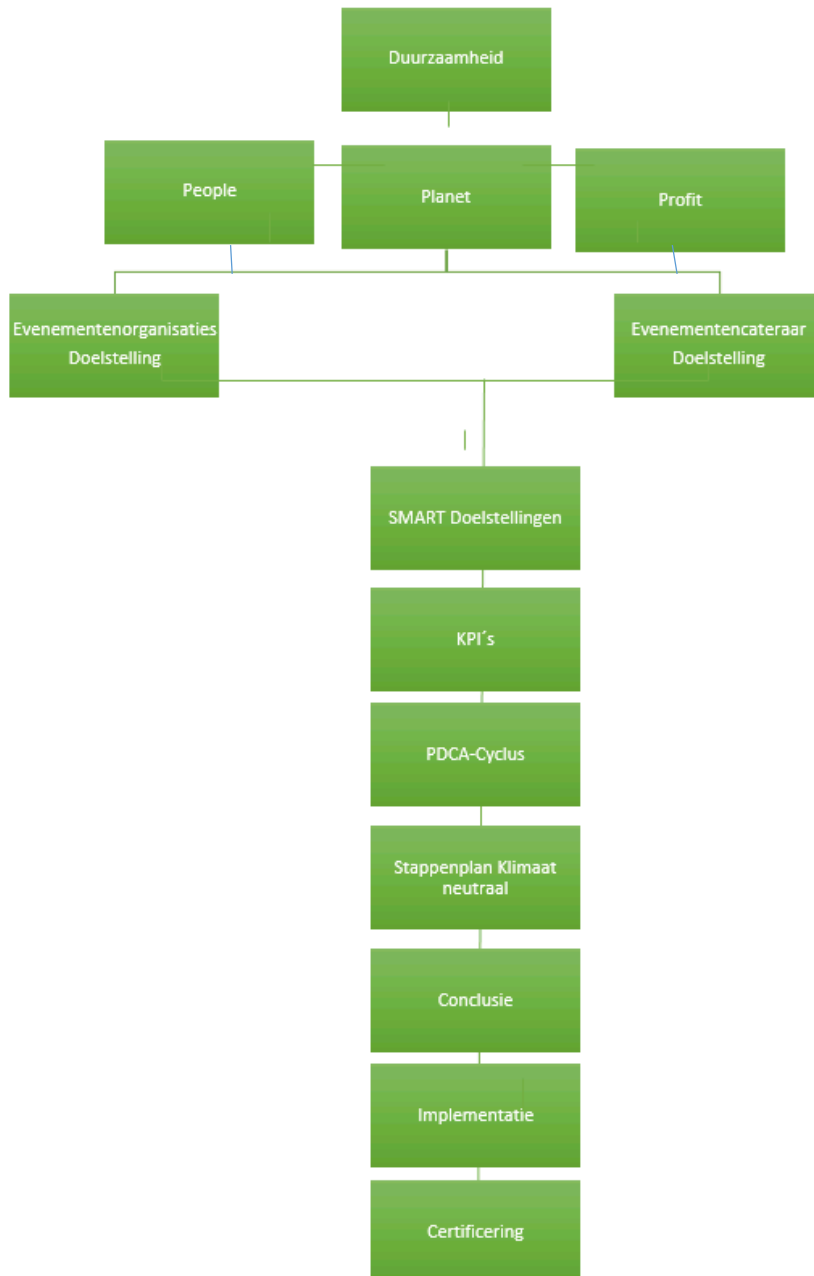 Duurzaamheid
People
Planet
Profit
Evenementenorganisaties
Doelstelling
Evenementencateraar
Doelstelling
SMART Doelstellingen
KPI´s
PDCA-Cyclus
Stappenplan Klimaat
neutraal
Conclusie
Implementatie
Certificering